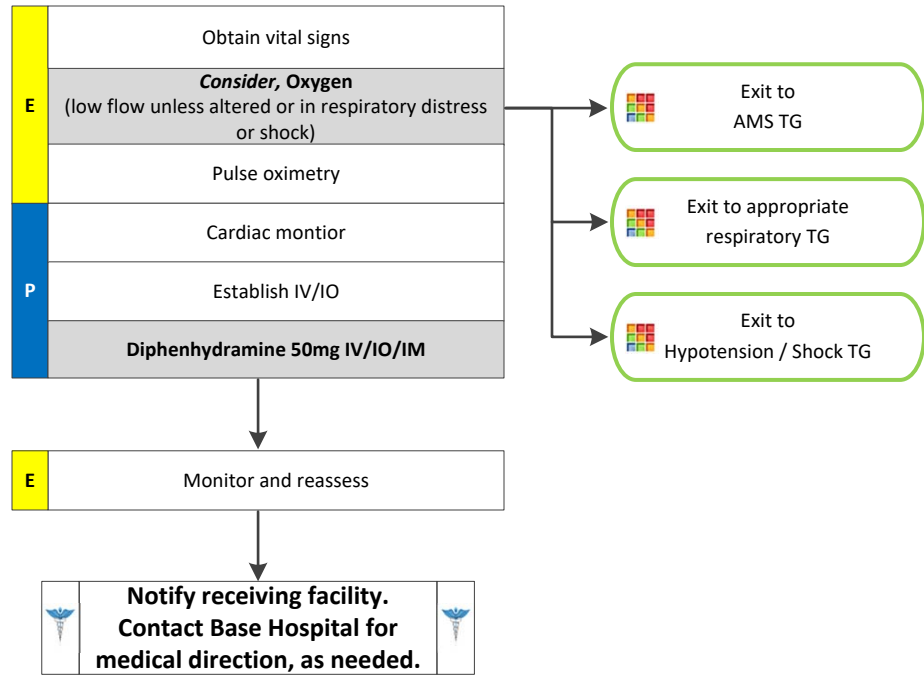 Obtain vital signs
E
Consider, Oxygen
(low flow unless altered or in respiratory distress
or shock)
Pulse oximetry
P
Cardiac montior
Establish IV/IO
Diphenhydramine 50mg IV/IO/IM
Exit to
AMS TG
Exit to appropriate
respiratory TG
Exit to
Hypotension / Shock TG
E
Monitor and reassess
Notify receiving facility.
Contact Base Hospital for
medical direction, as needed.